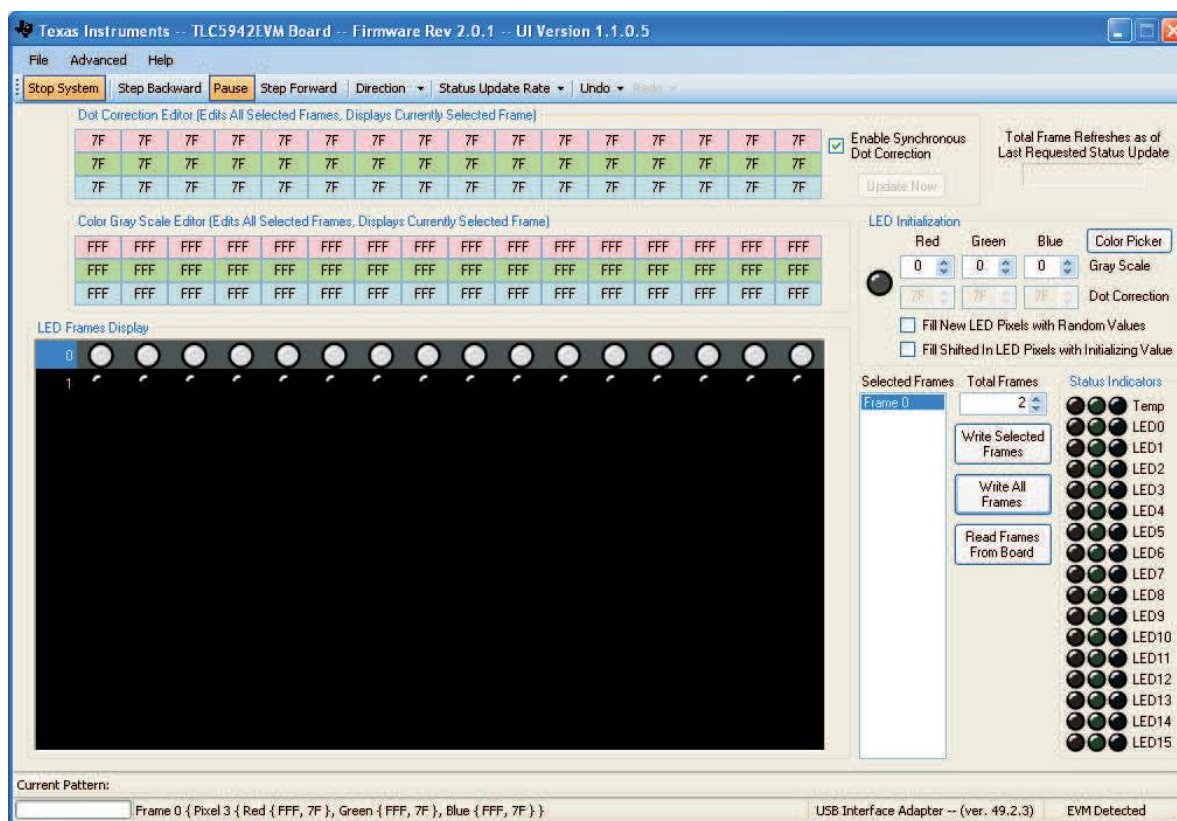 Texas Instruments -- TLC5942EVM Board -- Firmware Rev 2.0.1 -- UI Version 1.1.0.5
File Advanced Help
Stop System Step Backward Pause Step Forward Direction Status Update Rate Undo Redo
Dot Correction Editor (Edits All Selected Frames, Displays Currently Selected Frame)
7F 7F 7F 7F 7F 7F 7F 7F 7F 7F 7F 7F 7F 7F 7F 7F
7F 7F 7F 7F 7F 7F 7F 7F 7F 7F 7F 7F 7F 7F 7F 7F
7F 7F 7F 7F 7F 7F 7F 7F 7F 7F 7F 7F 7F 7F 7F 7F
Enable Synchronous
Dot Correction
Update Now
Total Frame Refreshes as of
Last Requested Status Update
Color Gray Scale Editor (Edits All Selected Frames, Displays Currently Selected Frame)
FFF FFF FFF FFF FFF FFF FFF FFF FFF FFF FFF FFF FFF FFF FFF FFF
FFF FFF FFF FFF FFF FFF FFF FFF FFF FFF FFF FFF FFF FFF FFF FFF
FFF FFF FFF FFF FFF FFF FFF FFF FFF FFF FFF FFF FFF FFF FFF FFF
LED Initialization
Red Green Blue Color Picker
0 0 0 Gray Scale
7F 7F 7F Dot Correction
Fill New LED Pixels with Random Values
Fill Shifted In LED Pixels with Initializing Value
LED Frames Display
0
1
Selected Frames
Frame 0
Total Frames
2
Write Selected
Frames
Write All
Frames
Read Frames
From Board
Status Indicators
Temp
LED0
LED1
LED2
LED3
LED4
LED5
LED6
LED7
LED8
LED9
LED10
LED11
LED12
LED13
LED14
LED15
Current Pattern:
Frame 0 { Pixel 3 { Red { FFF, 7F }, Green { FFF, 7F }, Blue { FFF, 7F } }
USB Interface Adapter -- (ver. 49.2.3)
EVM Detected